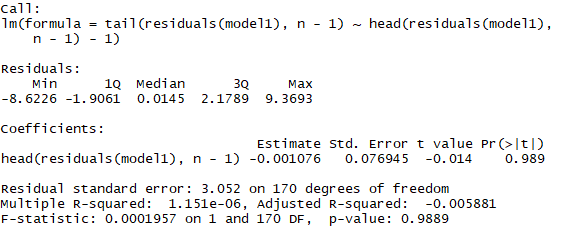 Call:
lm(formula = tail(residuals(model1), n - 1) ~ head(residuals(model1),
    n - 1) - 1)
Residuals:
    Min      1Q  Median      3Q     Max
-8.6226 -1.9061  0.0145  2.1789  9.3693
Coefficients:
                               Estimate Std. Error t value Pr(>|t|)
head(residuals(model1), n - 1) -0.001076   0.076945  -0.014    0.989
Residual standard error: 3.052 on 170 degrees of freedom
Multiple R-squared:  1.151e-06, Adjusted R-squared:  -0.005881
F-statistic: 0.0001957 on 1 and 170 DF,  p-value: 0.9889